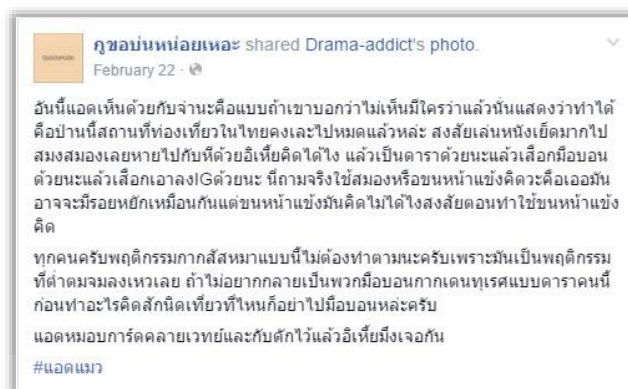 กูขอบ่นหน่อยเหอะ shared Drama-addict's photo.
February 22 ·
อันนี้แอดเห็นด้วยกับจ่านะคือแบบถ้าเขาบอกว่าไม่เห็นมีใครว่าแล้วนั่นแสดงว่าทำได้
คือป่านนี้สถานที่ท่องเที่ยวในไทยคงเละไปหมดแล้วหล่ะ สงสัยเล่นหนังเย็ดมากไป
สมงสมองเลยหายไปกับหีด้วยอิเหี้ยคิดได้ไง แล้วเป็นดาราด้วยนะแล้วเสือกมือบอน
ด้วยนะแล้วเสือกเอาลงIGด้วยนะ นี่ถามจริงใช้สมองหรือขนหน้าแข้งคิดวะคือเออมัน
อาจจะมีรอยหยักเหมือนกันแต่ขนหน้าแข้งมันคิดไม่ได้ไงสงสัยตอนทำใช้ขนหน้าแข้ง
คิด
ทุกคนครับพฤติกรรมกากสัสหมาแบบนี้ไม่ต้องทำตามนะครับเพราะมันเป็นพฤติกรรม
ที่ต่ำตมจมลงเหวเลย ถ้าไม่อยากกลายเป็นพวกมือบอนกากเดนทุเรศแบบดาราคนนี้
ก่อนทำอะไรคิดสักนิดเที่ยวที่ไหนก็อย่าไปมือบอนหล่ะครับ
แอดหมอบการ์ดคลายเวทย์และกับดักไว้แล้วอิเหี้ยมึงเจอกัน
#แอดแมว